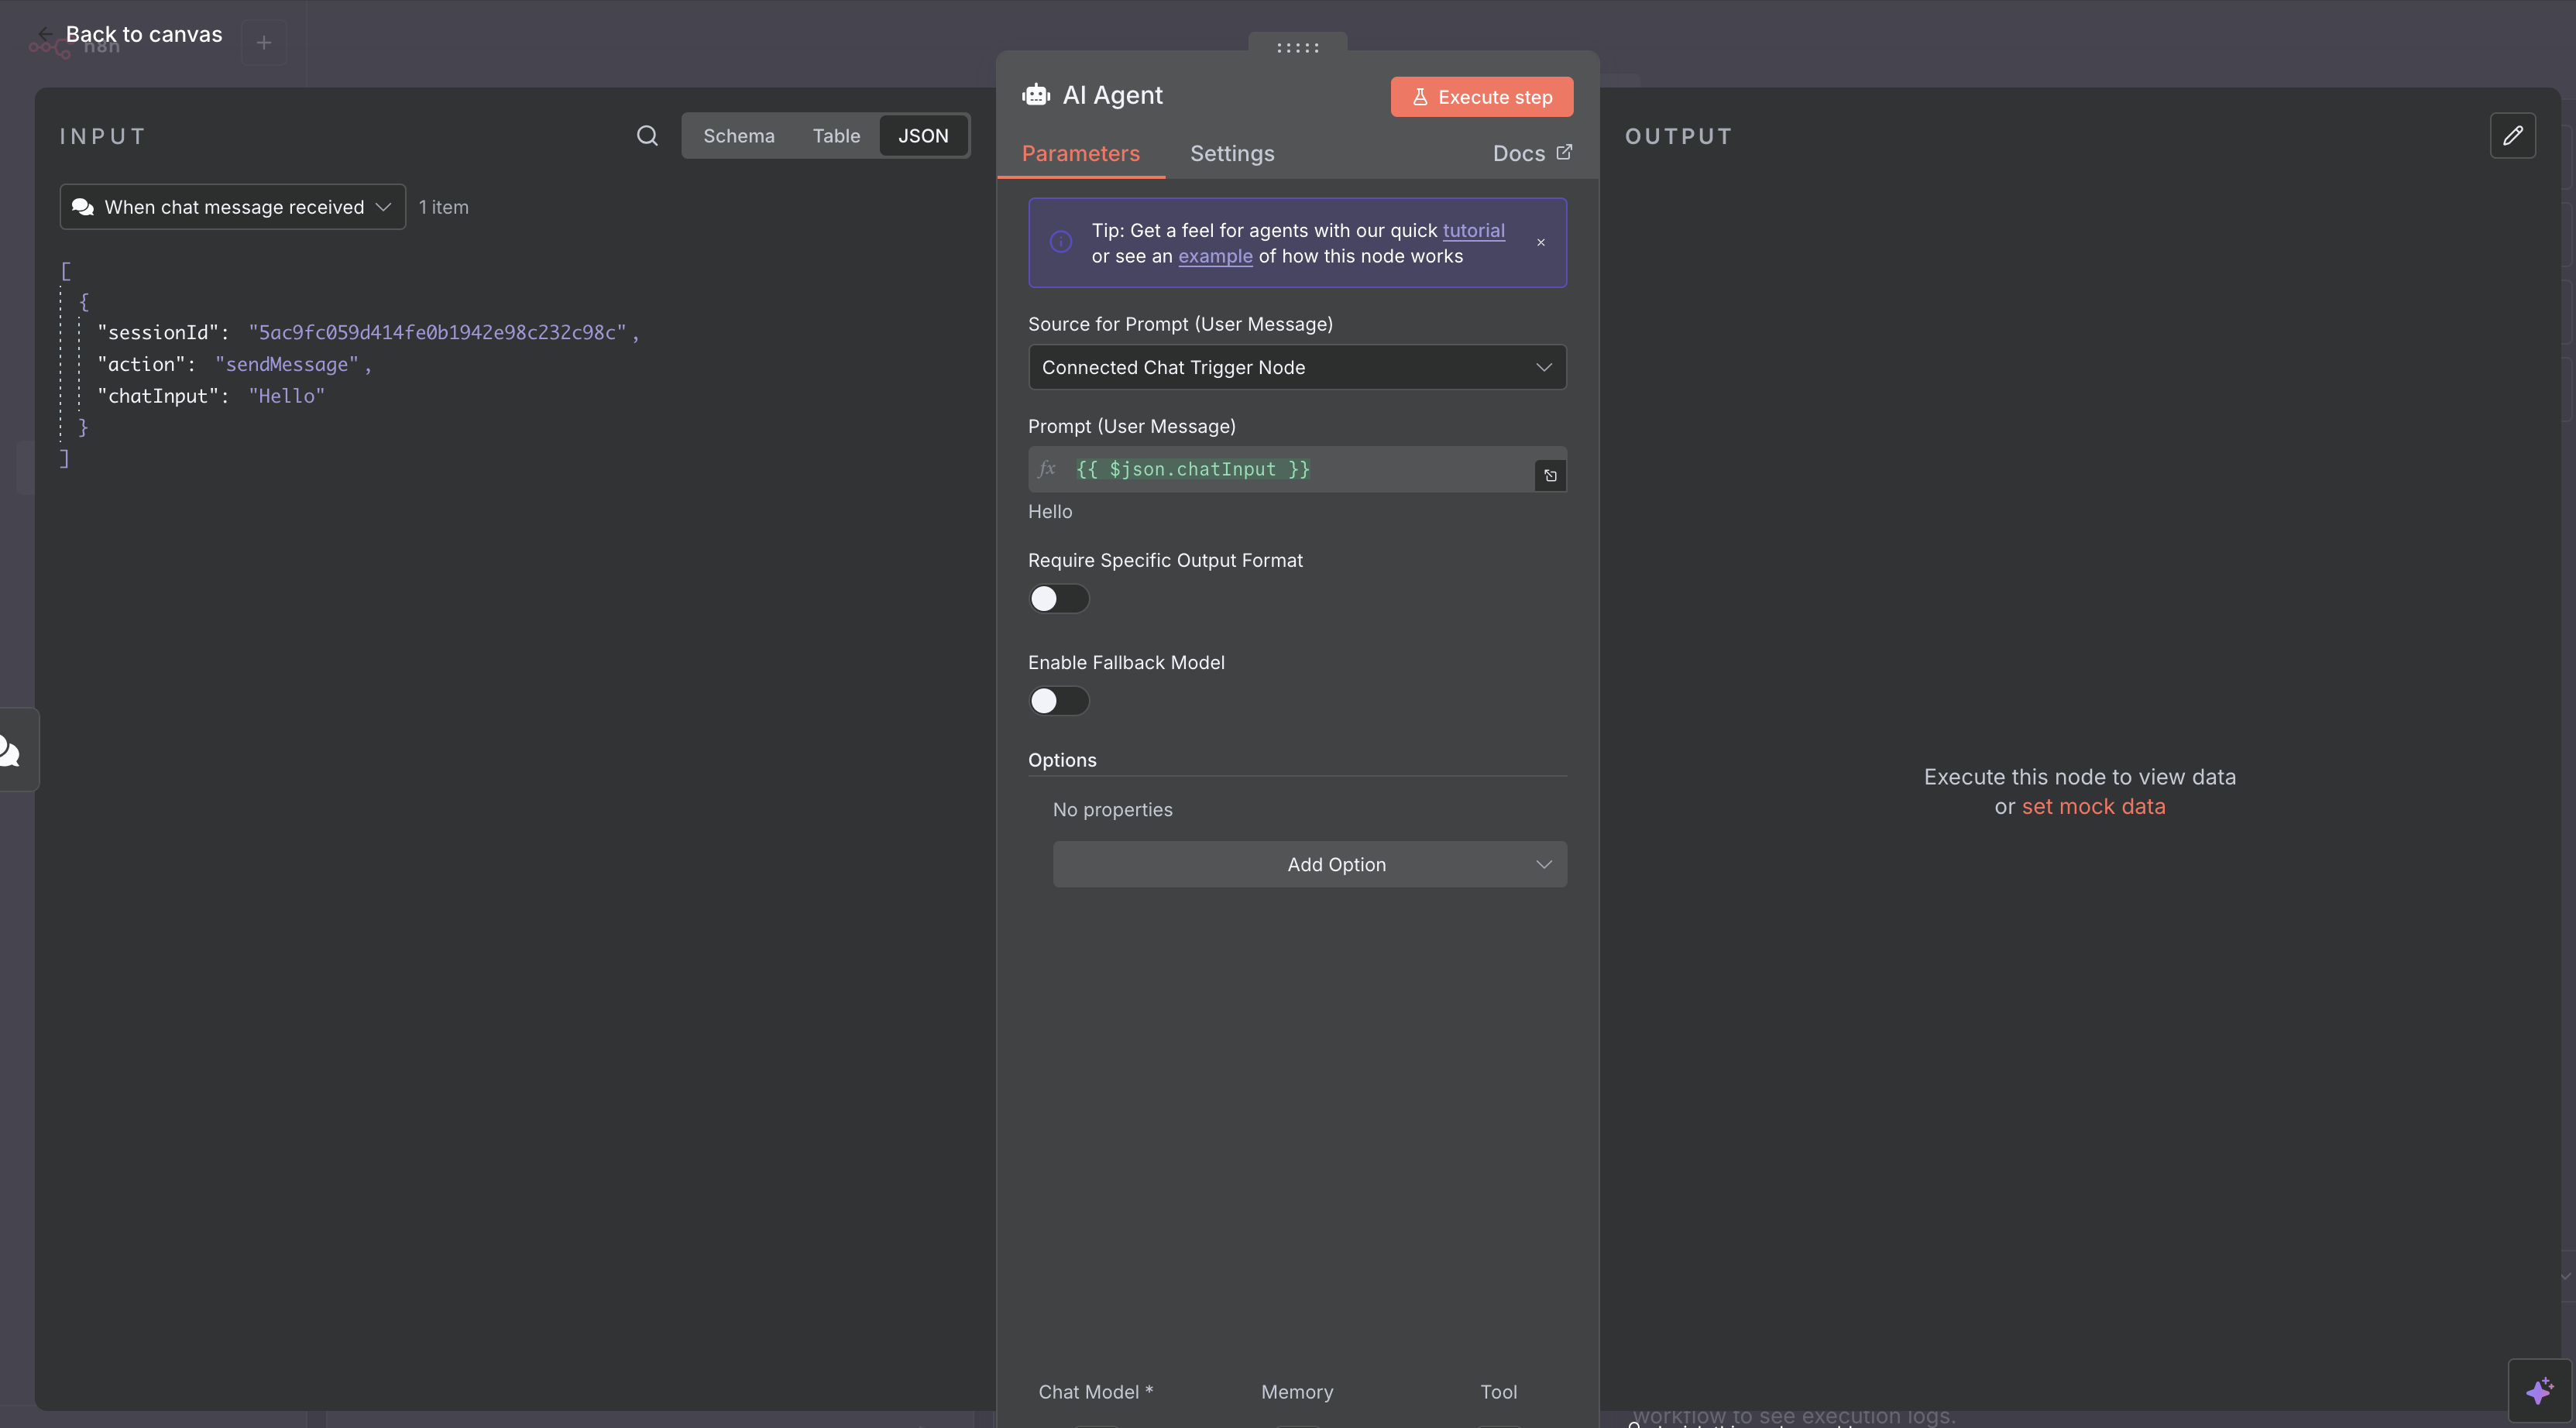 Back to canvas
n8n
INPUT
Schema
Table
JSON
When chat message received
1 item
[
{
"sessionId": "5ac9fc059d414fe0b1942e98c232c98c",
"action": "sendMessage",
"chatInput": "Hello"
}
]
AI Agent
Execute step
Parameters
Settings
Docs
Tip: Get a feel for agents with our quick tutorial
or see an example of how this node works
×
Source for Prompt (User Message)
Connected Chat Trigger Node
Prompt (User Message)
fx {{ $json.chatInput }}
Hello
Require Specific Output Format
Enable Fallback Model
Options
No properties
Add Option
Chat Model *
Memory
Tool
OUTPUT
Execute this node to view data
or set mock data
workflow to see execution logs.